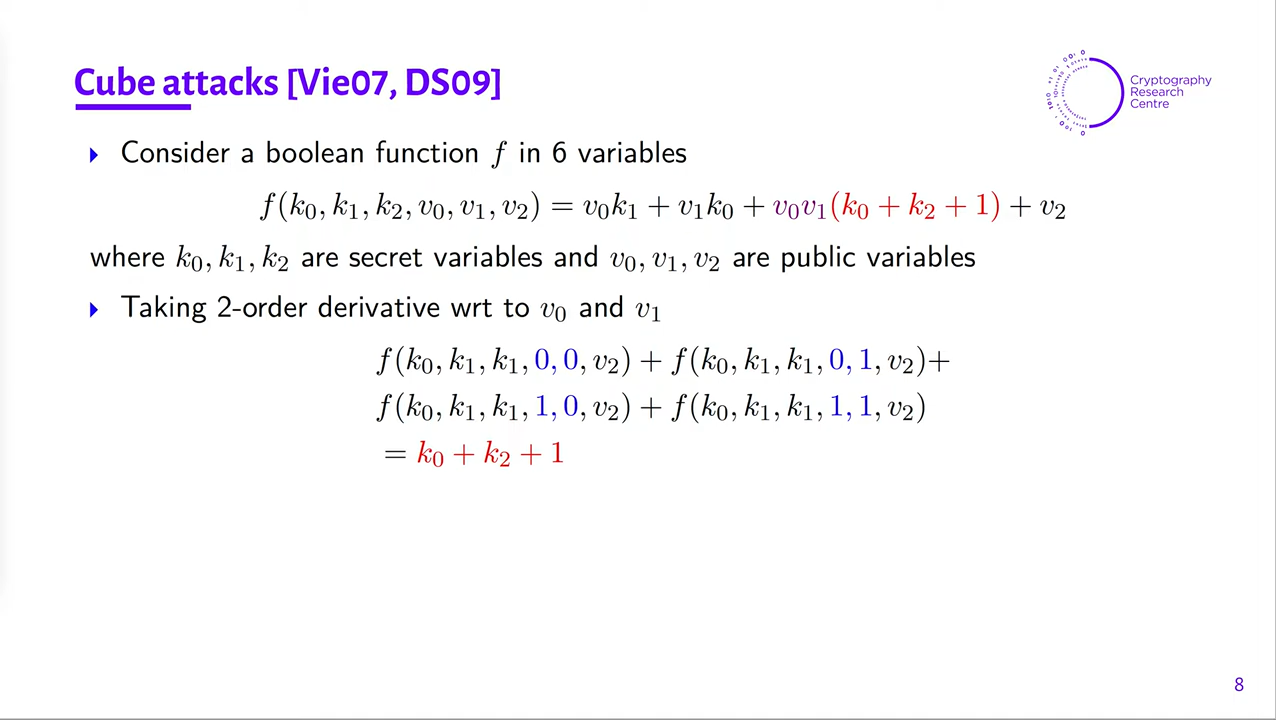 Cube attacks [Vie07, DS09]
Cryptography
Research
Centre
Consider a boolean function f in 6 variables
f(k₀, k₁, k₂, v₀, v₁, v₂) = v₀k₁ + v₁k₀ + v₀v₁(k₀ + k₂ + 1) + v₂
where k₀, k₁, k₂ are secret variables and v₀, v₁, v₂ are public variables
Taking 2-order derivative wrt to v₀ and v₁
f(k₀, k₁, k₁, 0, 0, v₂) + f(k₀, k₁, k₁, 0, 1, v₂)+
f(k₀, k₁, k₁, 1, 0, v₂) + f(k₀, k₁, k₁, 1, 1, v₂)
= k₀ + k₂ + 1
8